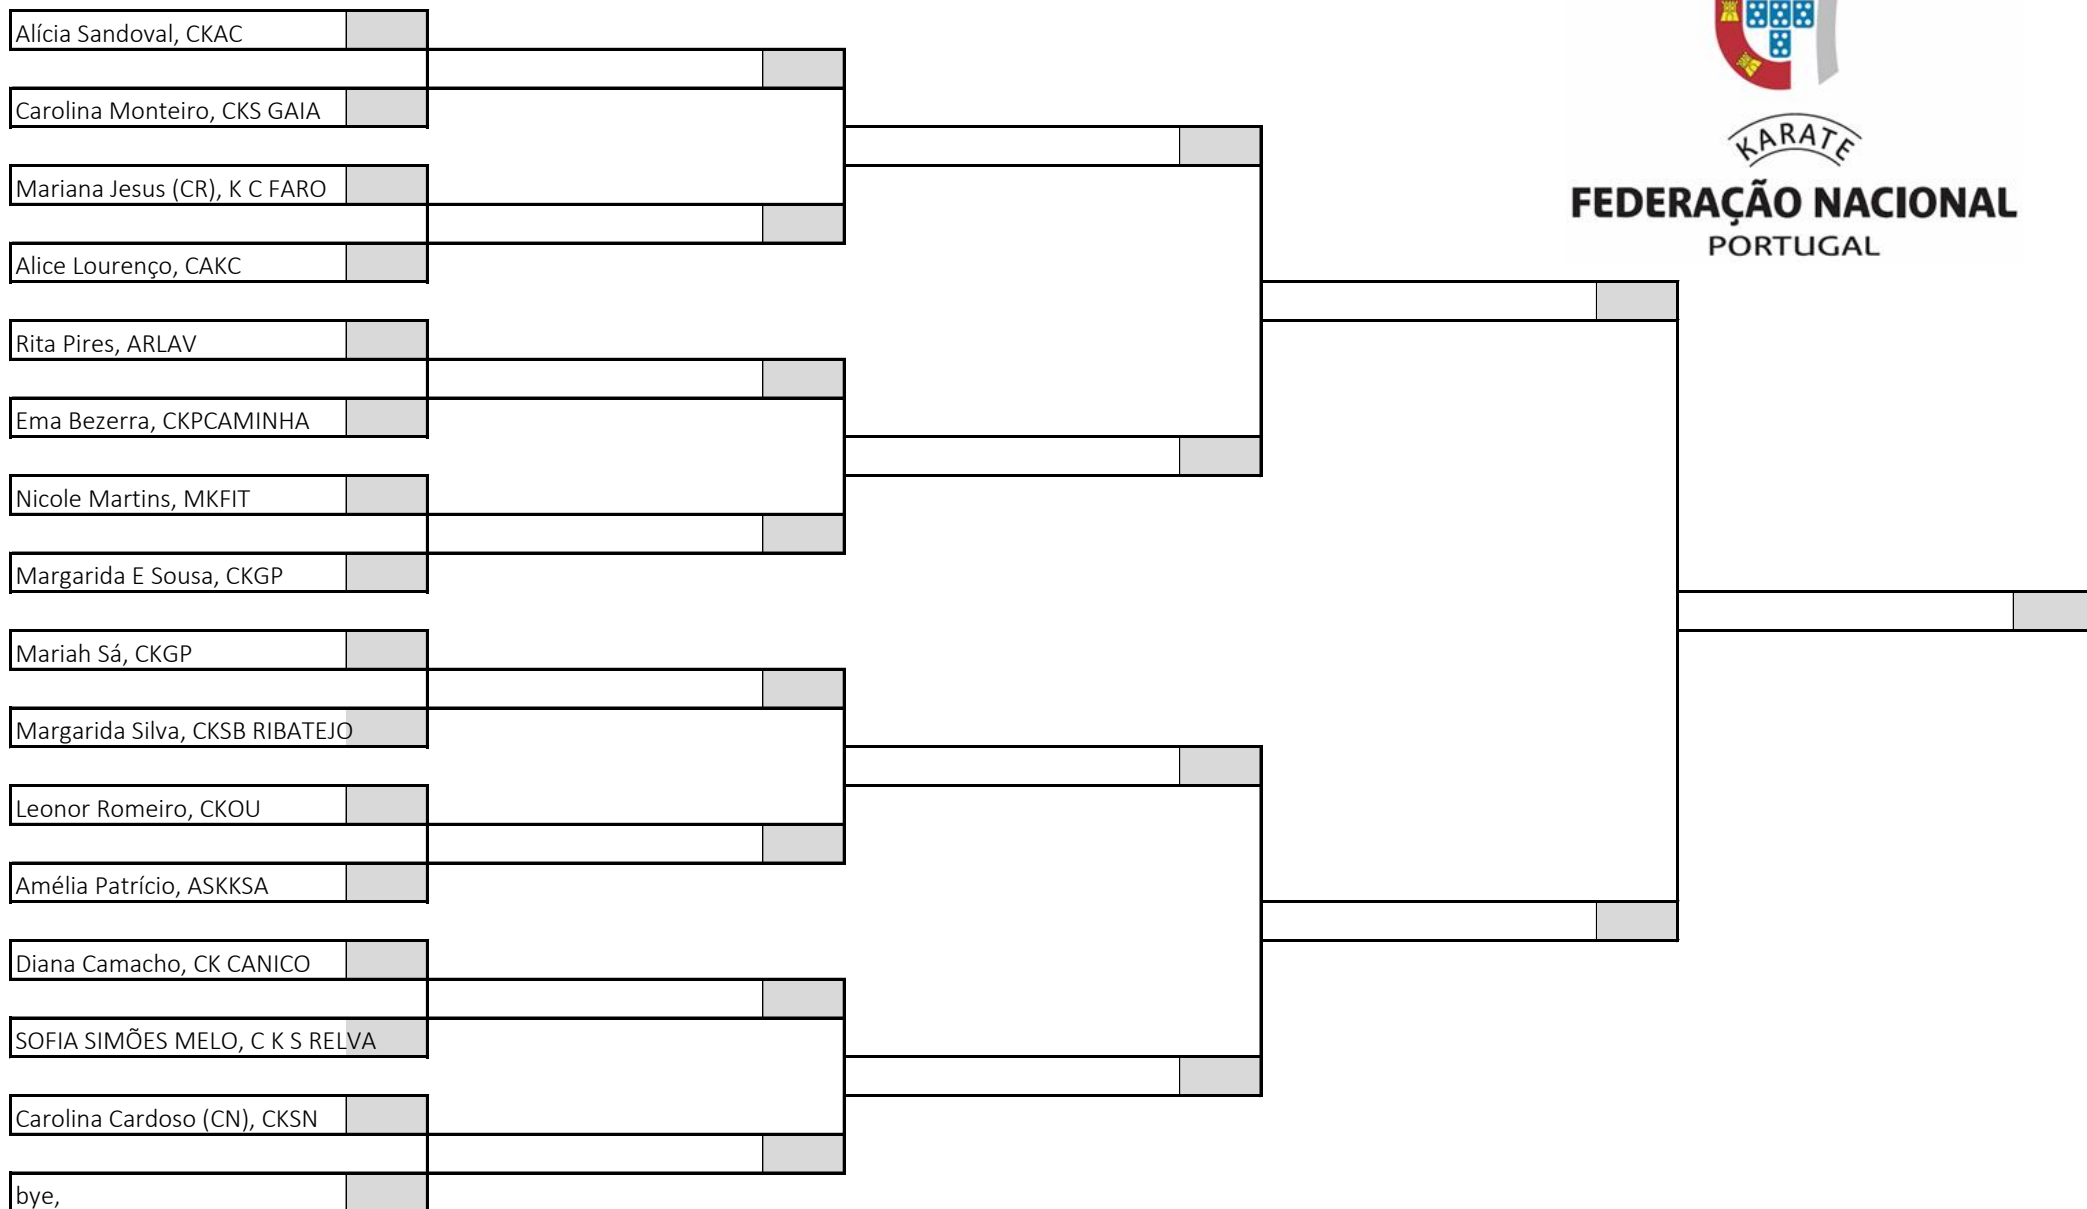 Alícia Sandoval, CKAC
Carolina Monteiro, CKS GAIA
Mariana Jesus (CR), K C FARO
Alice Lourenço, CAKC
Rita Pires, ARLAV
Ema Bezerra, CKPCAMINHA
Nicole Martins, MKFIT
Margarida E Sousa, CKGP
Mariah Sá, CKGP
Margarida Silva, CKSB RIBATEJO
Leonor Romeiro, CKOU
Amélia Patrício, ASKKSA
Diana Camacho, CK CANICO
SOFIA SIMÕES MELO, C K S RELVA
Carolina Cardoso (CN), CKSN
bye,
KARATE
FEDERAÇÃO NACIONAL
PORTUGAL